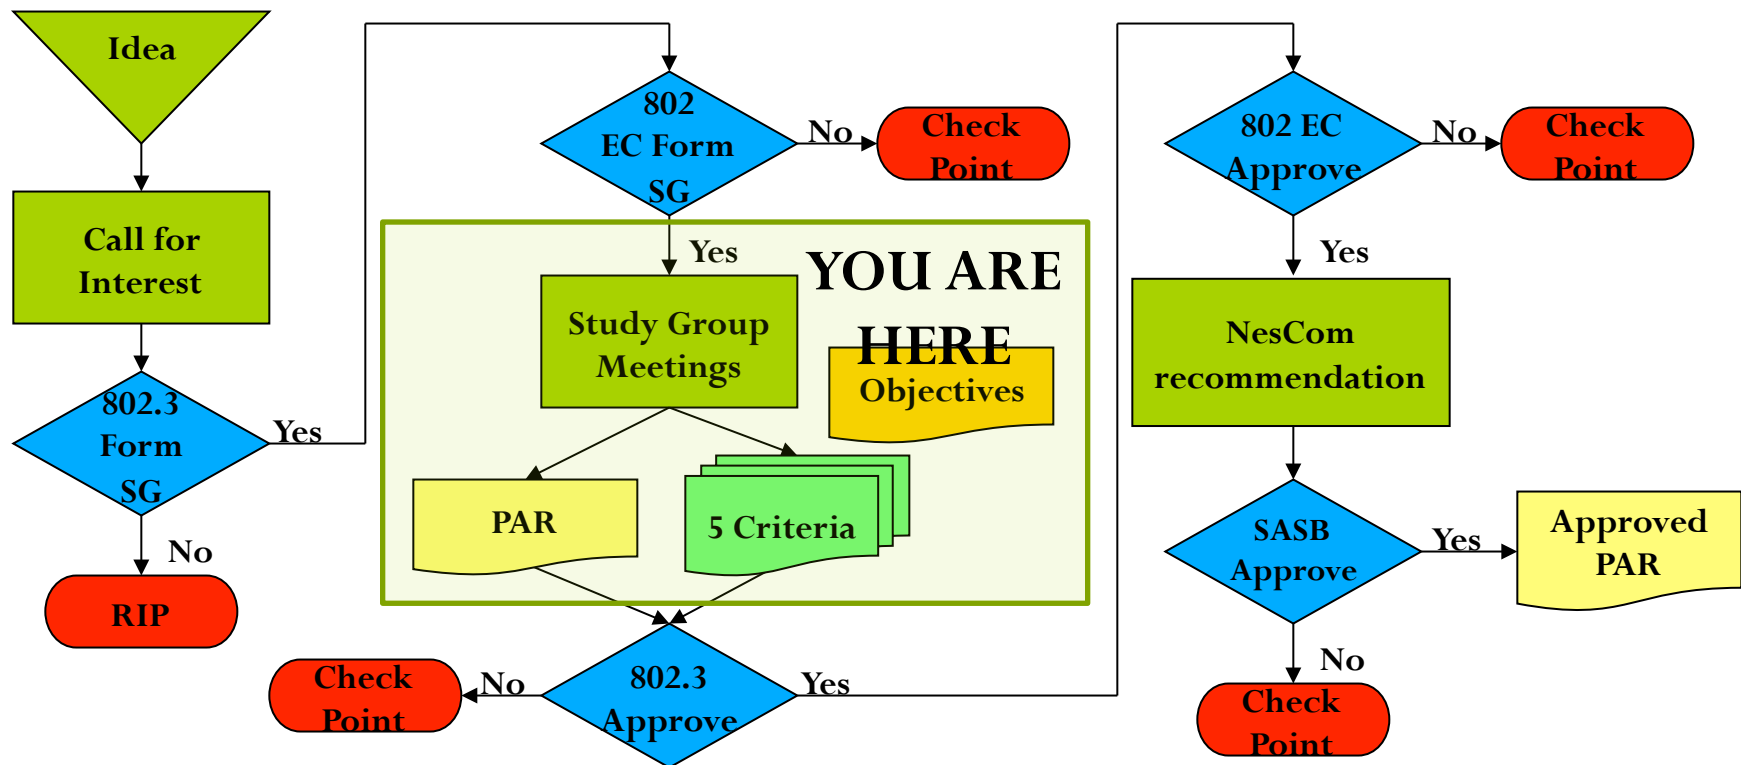 Idea
Call for
Interest
802.3
Form
SG
Yes
No
RIP
802
EC Form
SG
No
Check
Point
Yes
YOU ARE
HERE
Study Group
Meetings
Objectives
PAR
5 Criteria
802.3
Approve
No
Check
Point
Yes
802 EC
Approve
No
Check
Point
Yes
NesCom
recommendation
SASB
Approve
Yes
Approved
PAR
No
Check
Point